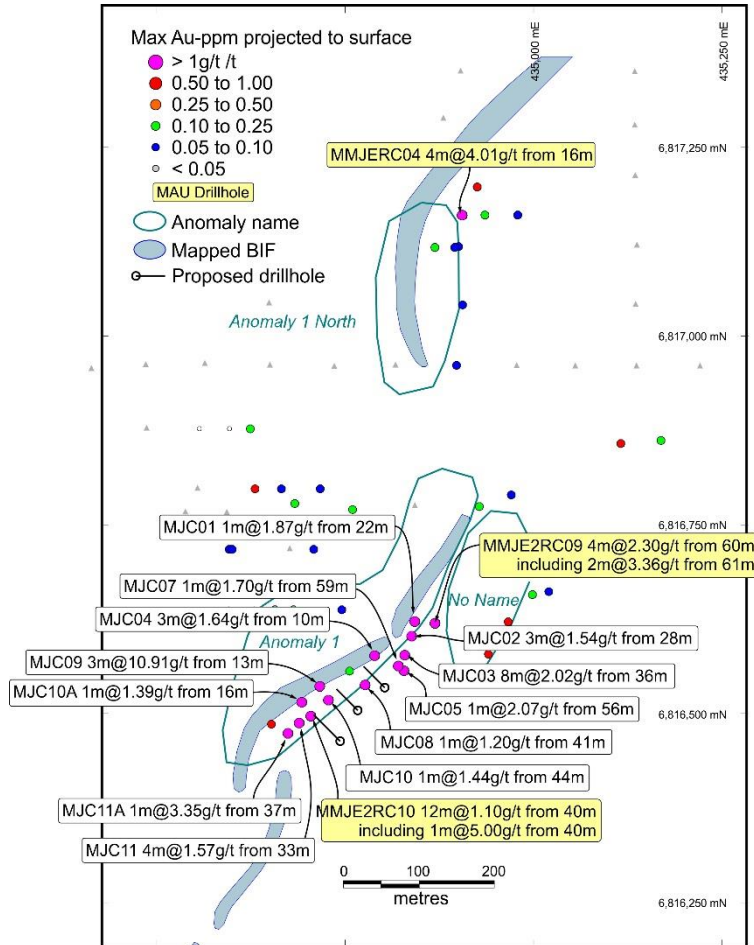 Max Au-ppm projected to surface
> 1g/t /t
0.50 to 1.00
0.25 to 0.50
0.10 to 0.25
0.05 to 0.10
< 0.05
MAU Drillhole
Anomaly name
Mapped BIF
Proposed drillhole
435,000 mE
435,250 mE
6,817,250 mN
MMJERC04 4m@4.01g/t from 16m
Anomaly 1 North
6,817,000 mN
6,816,750 mN
MJC01 1m@1.87g/t from 22m
MMJE2RC09 4m@2.30g/t from 60m
including 2m@3.36g/t from 61m
MJC07 1m@1.70g/t from 59m
No Name
MJC04 3m@1.64g/t from 10m
Anomaly 1
MJC02 3m@1.54g/t from 28m
MJC09 3m@10.91g/t from 13m
MJC03 8m@2.02g/t from 36m
MJC10A 1m@1.39g/t from 16m
MJC05 1m@2.07g/t from 56m
6,816,500 mN
MJC08 1m@1.20g/t from 41m
MJC10 1m@1.44g/t from 44m
MJC11A 1m@3.35g/t from 37m
MMJE2RC10 12m@1.10g/t from 40m
including 1m@5.00g/t from 40m
MJC11 4m@1.57g/t from 33m
0 100 200
metres
6,816,250 mN